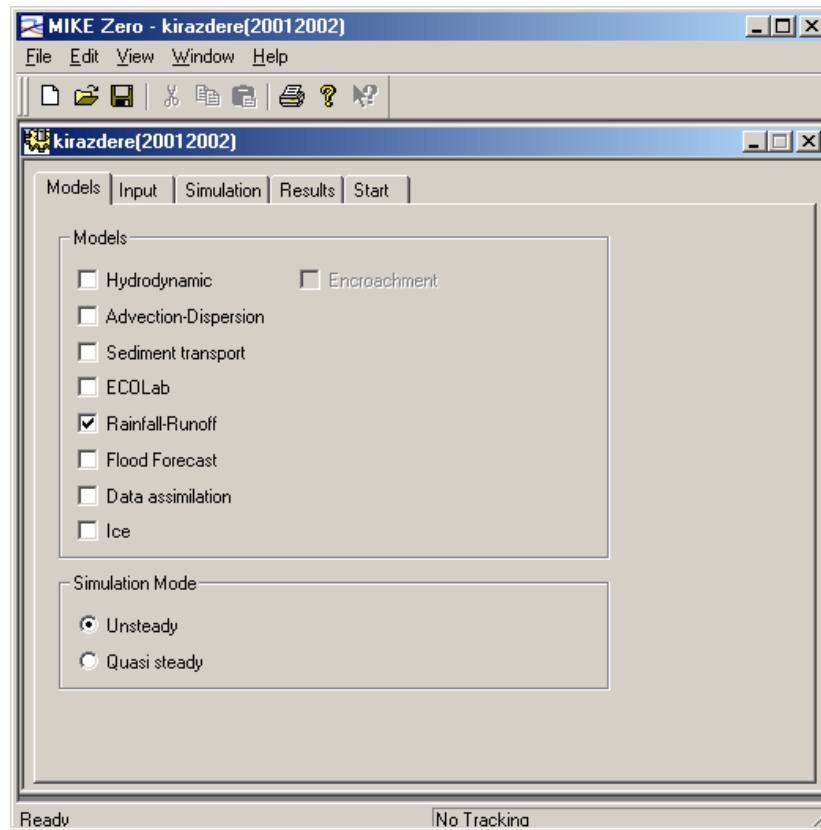 MIKE Zero - kirazdere(20012002)
File Edit View Window Help
kirazdere(20012002)
Models Input Simulation Results Start
Models
Hydrodynamic Encroachment
Advection-Dispersion
Sediment transport
ECOLab
Rainfall-Runoff
Flood Forecast
Data assimilation
Ice
Simulation Mode
Unsteady
Quasi steady
Ready No Tracking